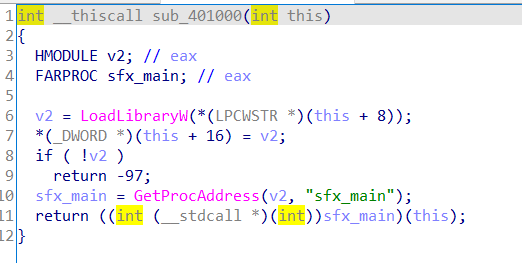 1 int __thiscall sub_401000(int this)
2 {
3 HMODULE v2; // eax
4 FARPROC sfx_main; // eax
5
6 v2 = LoadLibraryW(*(LPCWSTR *)(this + 8));
7 *(_DWORD *)(this + 16) = v2;
8 if ( !v2 )
9 return -97;
10 sfx_main = GetProcAddress(v2, "sfx_main");
11 return ((int (__stdcall *)(int))sfx_main)(this);
12 }